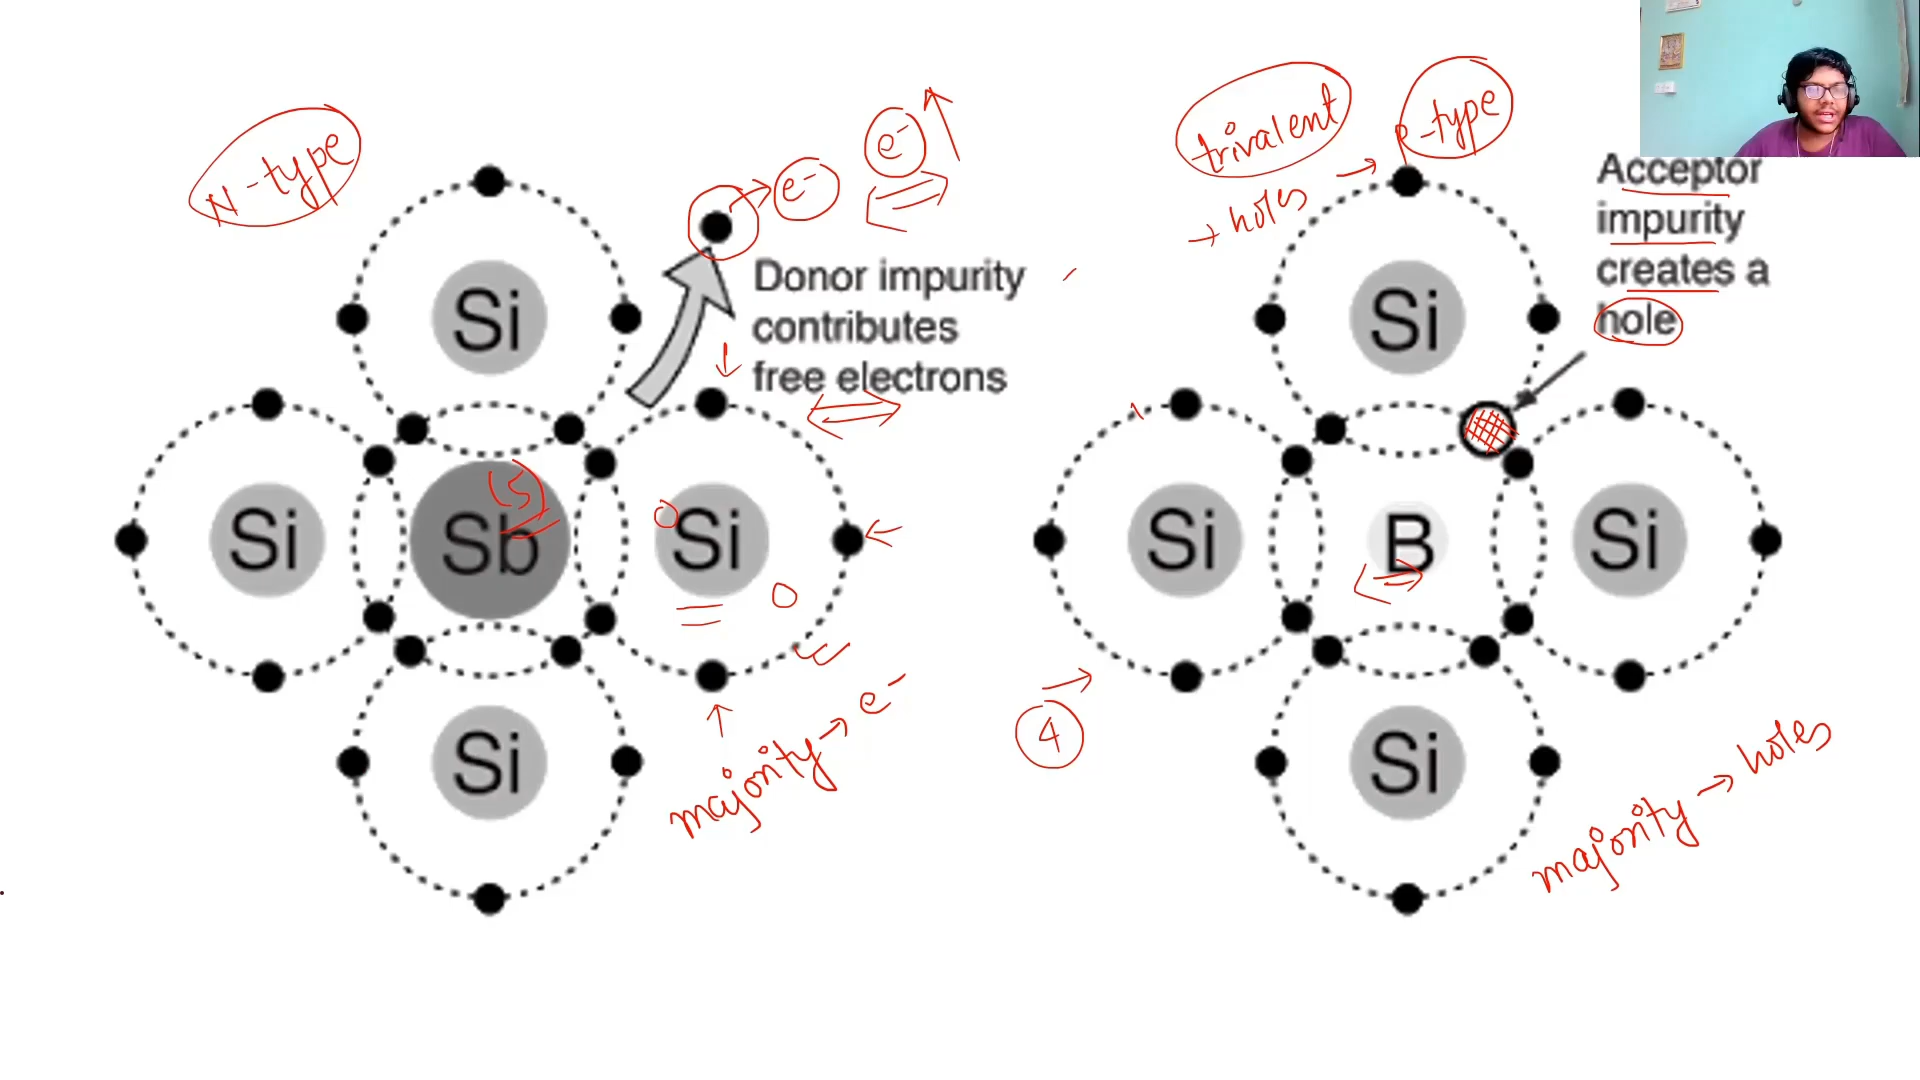 N-type
e-
e-
Si
Donor impurity
contributes
free electrons
Si
Sb
(5)
Si
Si
majority → e-
trivalent → P-type
→ holes
Acceptor
impurity
creates a
hole
Si
Si
B
Si
Si
4
majority → holes